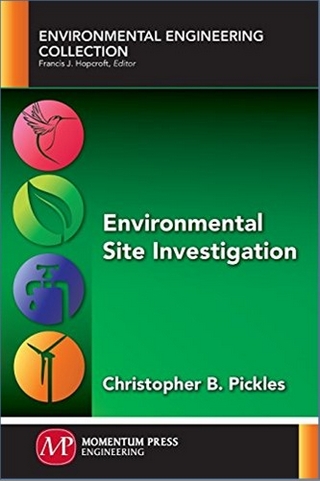 ENVIRONMENTAL ENGINEERING
COLLECTION
Francis J. Hopcroft, Editor
Environmental
Site Investigation
Christopher B. Pickles
MP
MOMENTUM PRESS
ENGINEERING